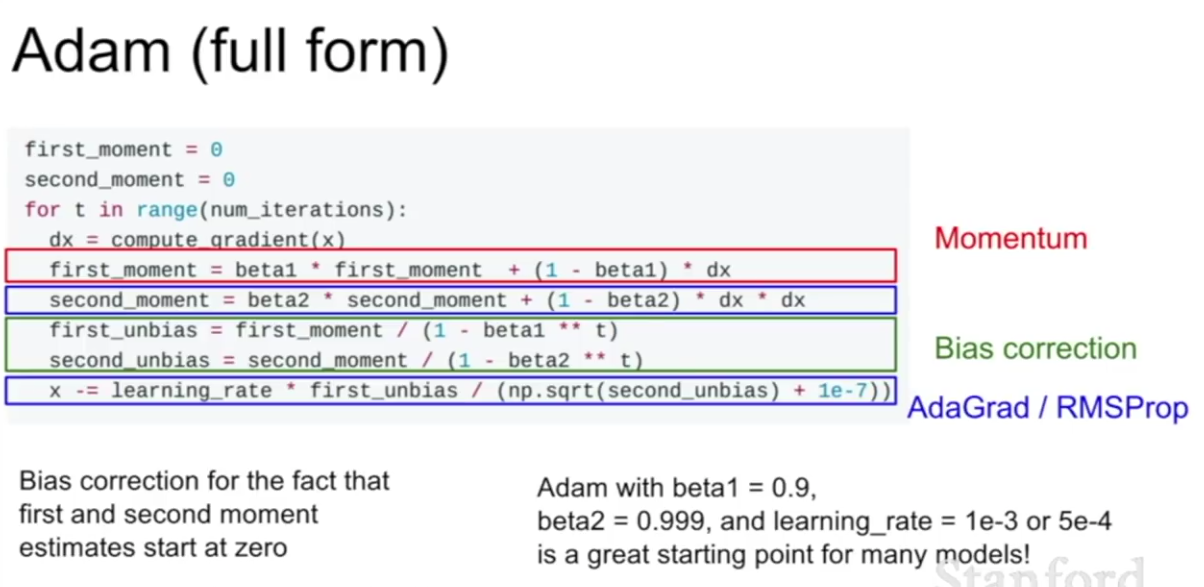 Adam (full form)
first_moment = 0
second_moment = 0
for t in range(num_iterations):
  dx = compute_gradient(x)
  first_moment = beta1 * first_moment  + (1 - beta1) * dx
  second_moment = beta2 * second_moment + (1 - beta2) * dx * dx
  first_unbias = first_moment / (1 - beta1 ** t)
  second_unbias = second_moment / (1 - beta2 ** t)
  x -= learning_rate * first_unbias / (np.sqrt(second_unbias) + 1e-7))
Momentum
Bias correction
AdaGrad / RMSProp
Bias correction for the fact that
first and second moment
estimates start at zero
Adam with beta1 = 0.9,
beta2 = 0.999, and learning_rate = 1e-3 or 5e-4
is a great starting point for many models!
Stanford